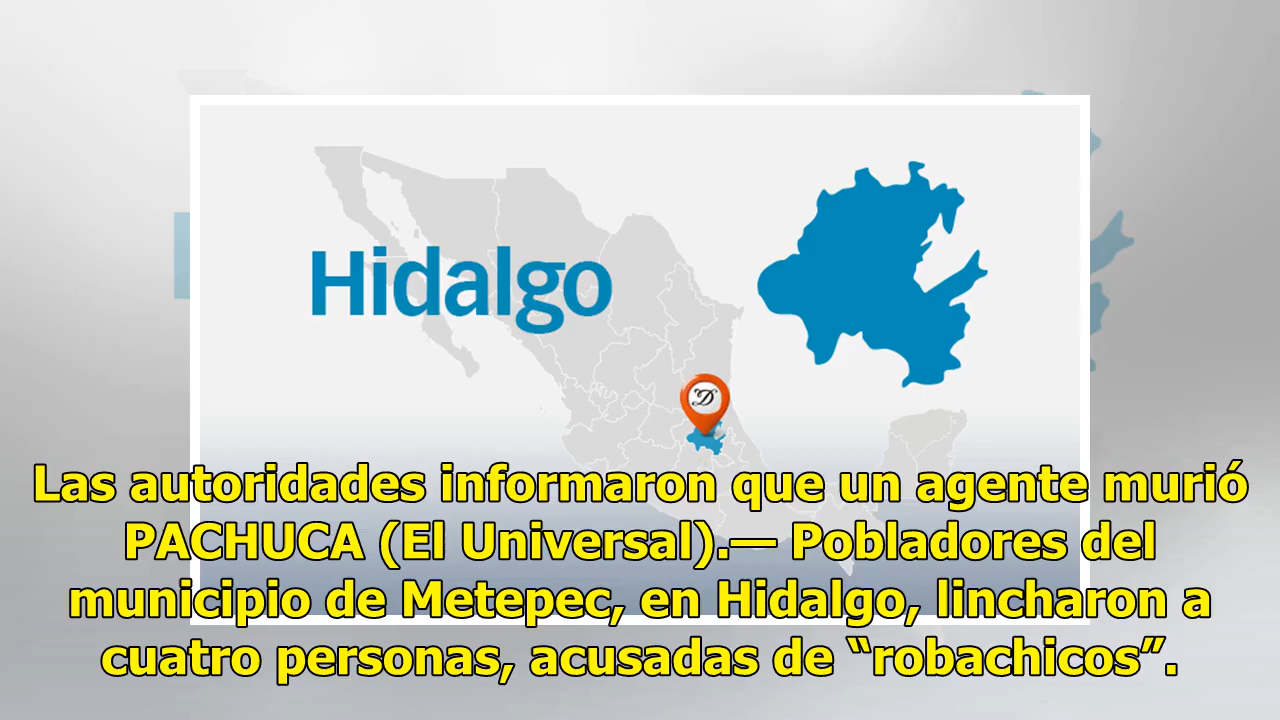 Hidalgo
D
Las autoridades informaron que un agente murió
PACHUCA (El Universal).— Pobladores del
municipio de Metepec, en Hidalgo, lincharon a
cuatro personas, acusadas de “robachicos”.